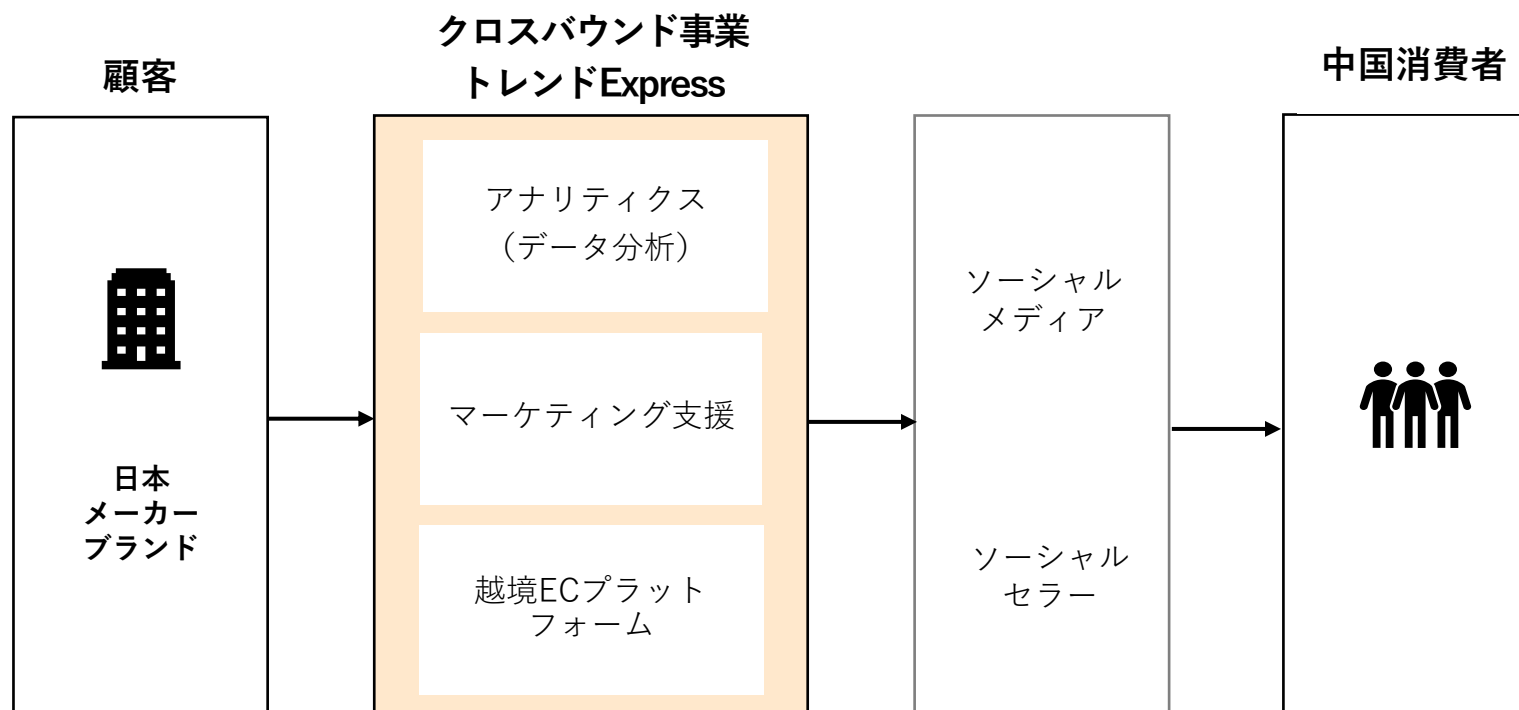 顧客
日本
メーカー
ブランド
クロスバウンド事業
トレンドExpress
アナリティクス
（データ分析）
マーケティング支援
越境ECプラット
フォーム
ソーシャル
メディア
ソーシャル
セラー
中国消費者